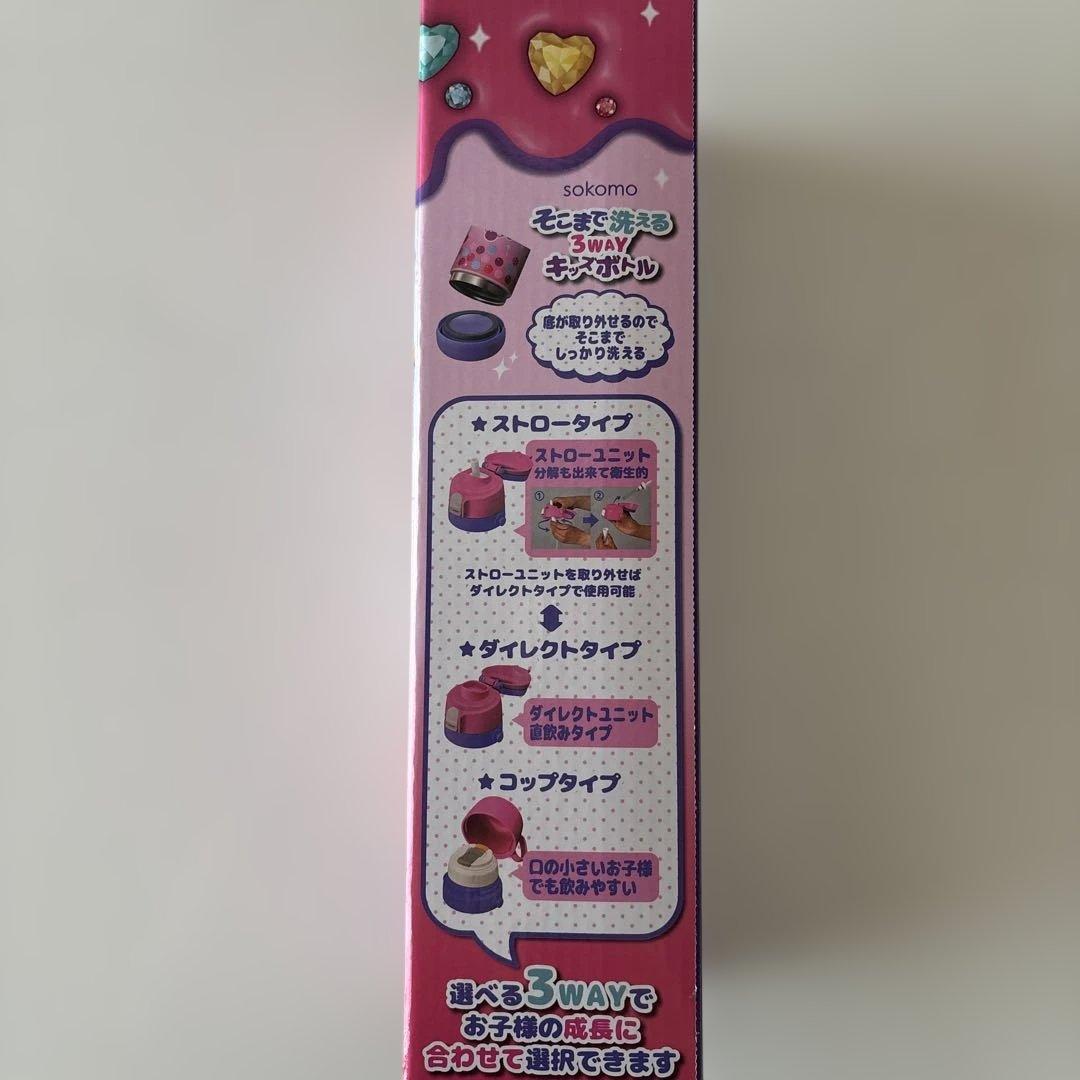 sokomo
そこまで洗える
3WAY
キッズボトル
底が取り外せるので
そこまで
しっかり洗える
★ストロータイプ
ストローユニット
分解も出来て衛生的
① ②
ストローユニットを取り外せば
ダイレクトタイプで使用可能
★ダイレクトタイプ
ダイレクトユニット
直飲みタイプ
★コップタイプ
口の小さいお子様
でも飲みやすい
選べる3WAYで
お子様の成長に
合わせて選択できます